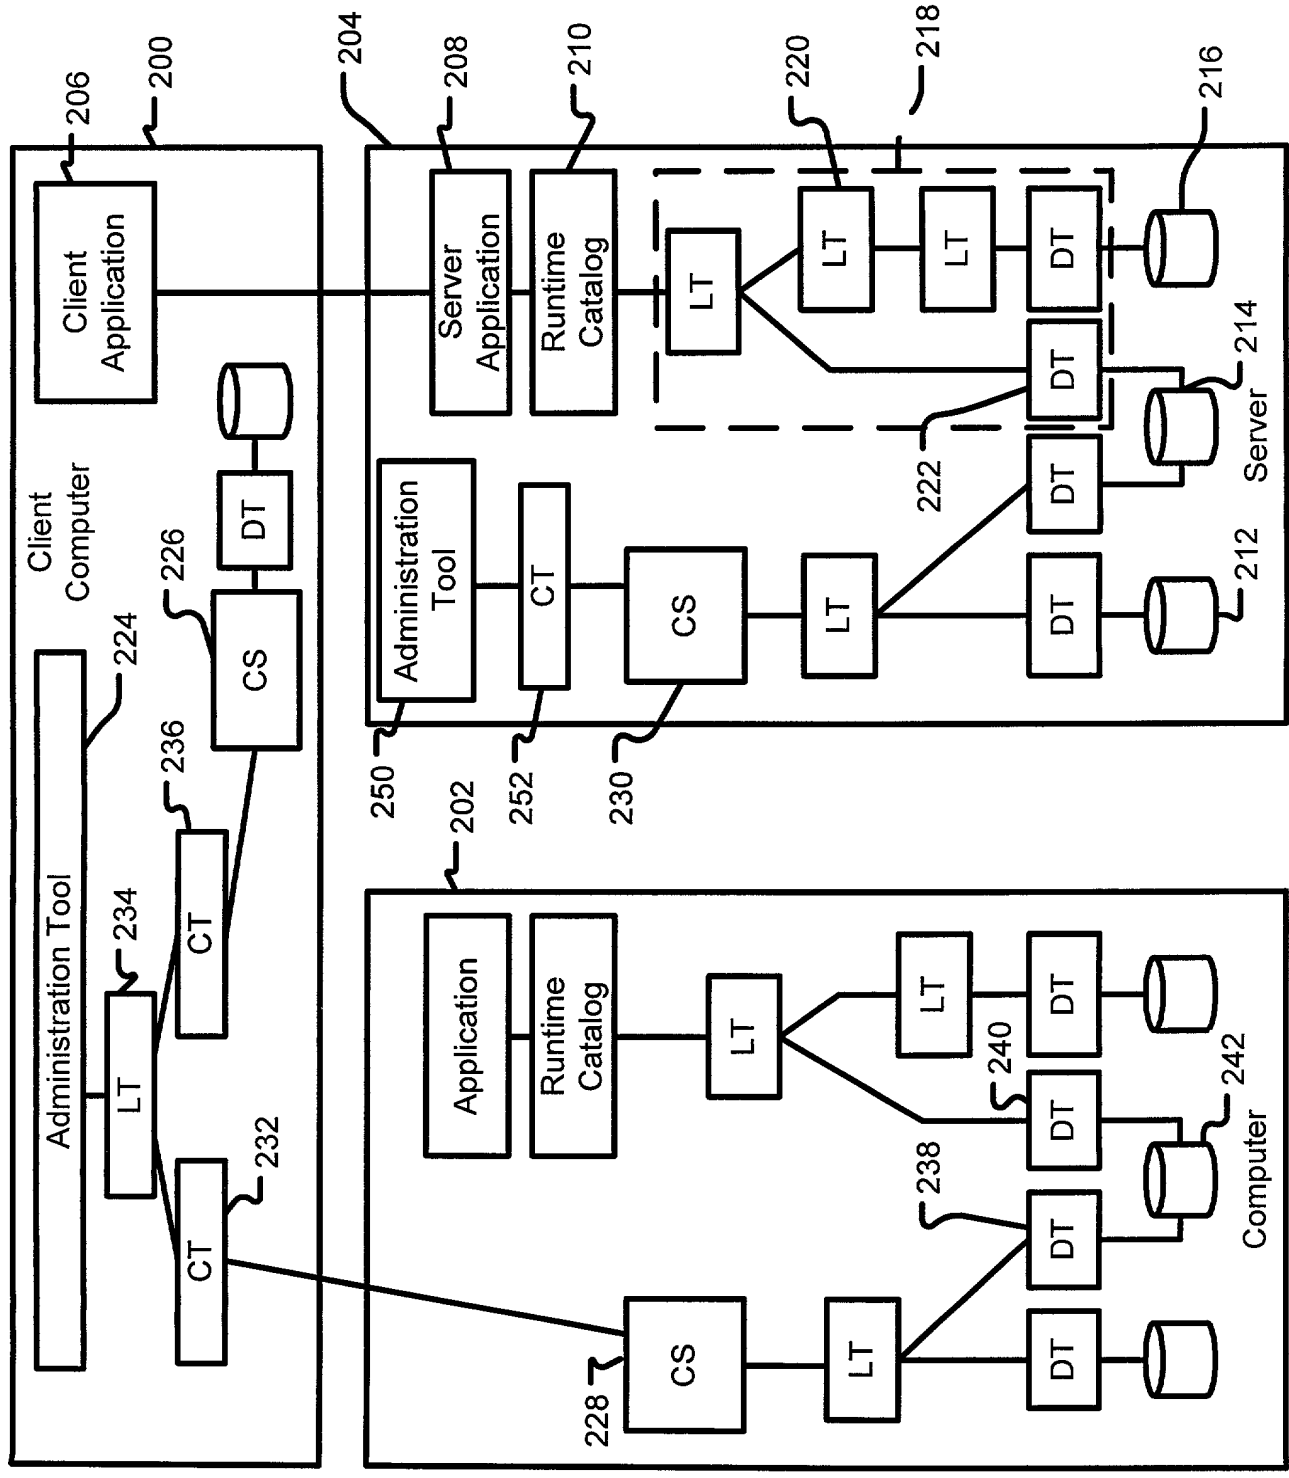 Client
Computer
Administration Tool
224
LT
234
CT
232
CT
236
CS
226
DT
Client
Application
206
200
202
Application
Runtime
Catalog
LT
LT
CS
228
LT
DT
DT
238
DT
240
DT
242
Computer
204
Administration
Tool
250
CT
252
CS
230
LT
DT
DT
212
Server
Application
208
Runtime
Catalog
210
LT
LT
220
218
LT
DT
222
DT
214
216
Server